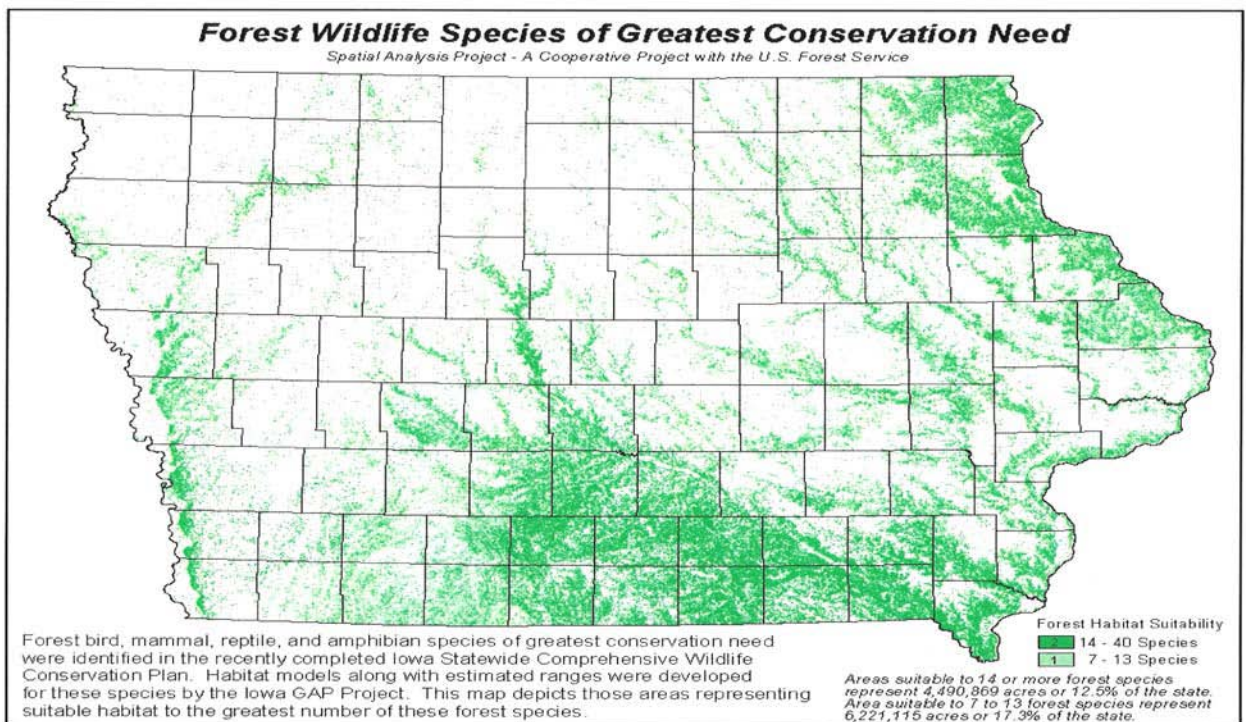 Forest Wildlife Species of Greatest Conservation Need
Spatial Analysis Project - A Cooperative Project with the U.S. Forest Service
Forest bird, mammal, reptile, and amphibian species of greatest conservation need
were identified in the recently completed Iowa Statewide Comprehensive Wildlife
Conservation Plan. Habitat models along with estimated ranges were developed
for these species by the Iowa GAP Project. This map depicts those areas representing
suitable habitat to the greatest number of these forest species.
Forest Habitat Suitability
2 14 - 40 Species
1 7 - 13 Species
Areas suitable to 14 or more forest species
represent 4,490,869 acres or 12.5% of the state.
Area suitable to 7 to 13 forest species represent
6,221,115 acres or 17.3% of the state.